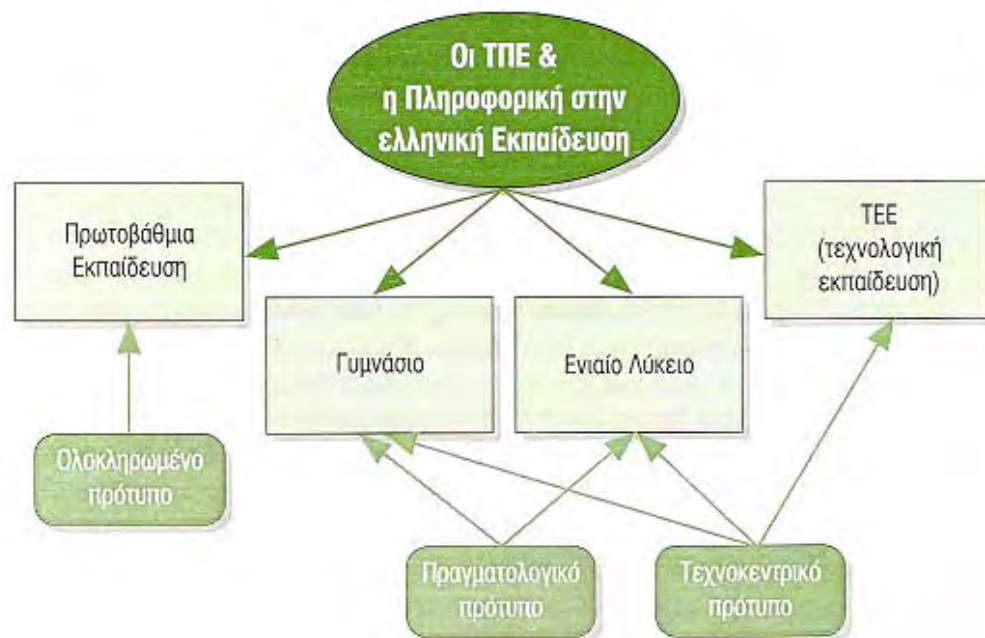 Οι ΤΠΕ &
η Πληροφορική στην
ελληνική Εκπαίδευση
Πρωτοβάθμια
Εκπαίδευση
ΤΕΕ
(τεχνολογική
εκπαίδευση)
Γυμνάσιο
Ενιαίο Λύκειο
Ολοκληρωμένο
πρότυπο
Πραγματολογικό
πρότυπο
Τεχνοκεντρικό
πρότυπο